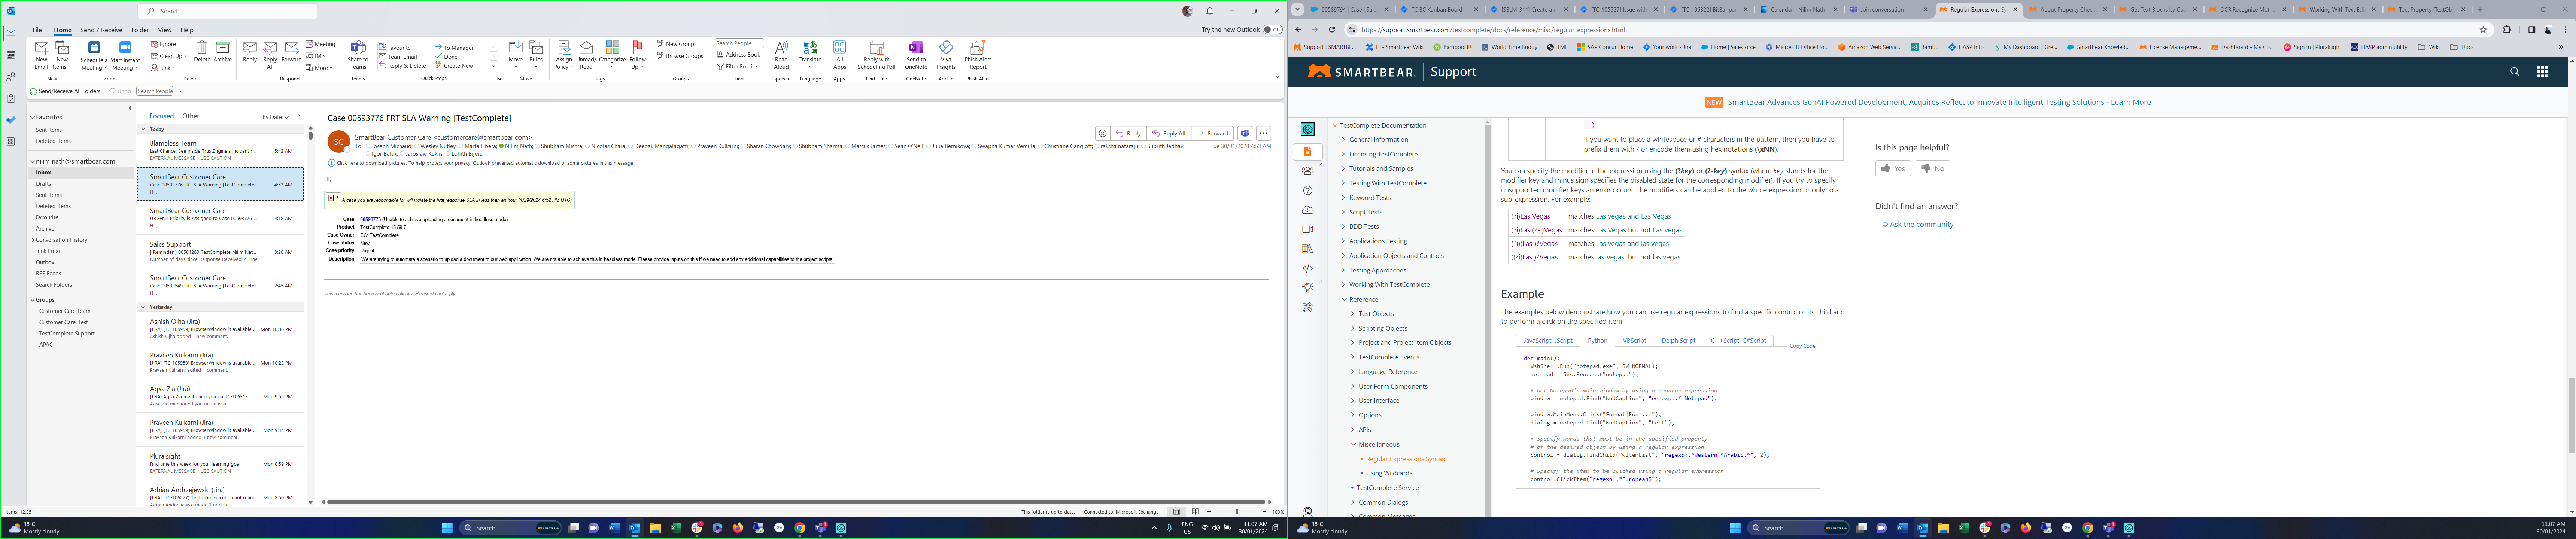 Search
File Home Send / Receive Folder View Help
Try the new Outlook Off
New Email
New Items
Schedule a Meeting
Start Instant Meeting
Ignore
Clean Up
Junk
Delete
Archive
Reply
Reply All
Forward
Meeting
IM
More
Share to Teams
Favourite
Team Email
Reply & Delete
To Manager
Done
Create New
Move
Rules
Assign Policy
Unread/ Read
Categorize
Follow Up
New Group
Browse Groups
Search People
Address Book
Filter Email
Read Aloud
Translate
All Apps
Reply with Scheduling Poll
Send to OneNote
Viva Insights
Phish Alert Report
New Zoom Delete Respond Teams Quick Steps Move Tags Groups Find Speech Language Apps Find Time OneNote Add-in Phish Alert
Send/Receive All Folders Undo Search People
Favorites
Sent Items
Deleted Items
nilim.nath@smartbear.com
Inbox
Drafts
Sent Items
Deleted Items
Favourite
Archive
Conversation History
Junk Email
Outbox
RSS Feeds
Search Folders
Groups
Customer Care Team
Customer Care, Test
TestComplete Support
APAC
Focused Other By Date
Today
Blameless Team
Last Chance: See inside TrustEngine's incident r... 5:43 AM
EXTERNAL MESSAGE - USE CAUTION
SmartBear Customer Care
Case 00593776 FRT SLA Warning [TestComplete] 4:53 AM
Hi ,
SmartBear Customer Care
URGENT Priority is Assigned to Case 00593776 ... 4:18 AM
Hi ,
Sales Support
[ Reminder ] 00584260 TestComplete Nilim Nat... 3:26 AM
Number of days since Response Received: 4 The
SmartBear Customer Care
Case 00593549 FRT SLA Warning [TestComplete] 2:45 AM
Hi ,
Yesterday
Ashish Ojha (Jira)
[JIRA] (TC-105959) BrowserWindow is available ... Mon 10:36 PM
Ashish Ojha added 1 new comment.
Praveen Kulkarni (Jira)
[JIRA] (TC-105959) BrowserWindow is available ... Mon 10:22 PM
Praveen Kulkarni edited 1 comment.
Aqsa Zia (Jira)
[JIRA] Aqsa Zia mentioned you on TC-106313 Mon 9:55 PM
Aqsa Zia mentioned you on an issue
Praveen Kulkarni (Jira)
[JIRA] (TC-105959) BrowserWindow is available ... Mon 9:44 PM
Praveen Kulkarni added 1 new comment.
Pluralsight
Find time this week for your learning goal Mon 8:59 PM
EXTERNAL MESSAGE - USE CAUTION
Adrian Andrzejewski (Jira)
[JIRA] (TC-106277) Test plan execution not runni... Mon 8:50 PM
Adrian Andrzejewski made 1 update.
Case 00593776 FRT SLA Warning [TestComplete]
SC
SmartBear Customer Care <customercare@smartbear.com>
To Joseph Michaud; Wesley Nutley; Marta Libera; Nilim Nath; Shubham Mishra; Nicolas Chara; Deepak Mangalagatti; Praveen Kulkarni; Sharan Chowdary; Shubham Sharma; Marcus James; Sean O'Neil; Julia Bernikova; Swapna Kumar Vemula; Christiane Gangloff; raksha nataraju; Suprith Jadhav;
Igor Balak; Jarosław Kuklis; Lohith Bijeru
Reply Reply All Forward
Tue 30/01/2024 4:53 AM
Click here to download pictures. To help protect your privacy, Outlook prevented automatic download of some pictures in this message.
Hi ,
A case you are responsible for will violate the first response SLA in less than an hour (1/29/2024 6:52 PM UTC).
Case 00593776 (Unable to achieve uploading a document in headless mode)
Product TestComplete 15.59.7
Case Owner CC: TestComplete
Case status New
Case priority Urgent
Description We are trying to automate a scenario to upload a document to our web application. We are not able to achieve this in headless mode. Please provide inputs on this if we need to add any additional capabilities to the project scripts.
This message has been sent automatically. Please do not reply.
Items: 12,251
This folder is up to date. Connected to: Microsoft Exchange 100%
18°C
Mostly cloudy
Search
ENG
US
11:07 AM
30/01/2024
00589794 | Case | Sales
TC BC Kanban Board -
[SBLM-311] Create a
[TC-105527] Issue with
[TC-106322] BitBar
Calendar - Nilim Nath
Join conversation
Regular Expressions Sy
About Property Checkp
Get Text Blocks by Cu
OCR.Recognize Meth
Working With Text Ed
Text Property (TextObj
https://support.smartbear.com/testcomplete/docs/reference/misc/regular-expressions.html
Support : SMARTBE... IT - Smartbear Wiki BambooHR World Time Buddy TMF SAP Concur Home Your work - Jira Home | Salesforce Microsoft Office Ho... Amazon Web Servic... Bambu HASP Info My Dashboard | Gre... SmartBear Knowled... License Manageme... Dashboard - My Co... Sign In | Pluralsight HASP admin utility Wiki Docs
SMARTBEAR Support
NEW SmartBear Advances GenAI Powered Development, Acquires Reflect to Innovate Intelligent Testing Solutions - Learn More
TestComplete Documentation
General Information
Licensing TestComplete
Tutorials and Samples
Testing With TestComplete
Keyword Tests
Script Tests
BDD Tests
Applications Testing
Application Objects and Controls
Testing Approaches
Working With TestComplete
Reference
Test Objects
Scripting Objects
Project and Project Item Objects
TestComplete Events
Language Reference
User Form Components
User Interface
Options
APIs
Miscellaneous
Regular Expressions Syntax
Using Wildcards
TestComplete Service
Common Dialogs
)
If you want to place a whitespace or # characters in the pattern, then you have to
prefix them with / or encode them using hex notations (\xNN).
You can specify the modifier in the expression using the (?key) or (?-key) syntax (where key stands for the
modifier key and minus sign specifies the disabled state for the corresponding modifier). If you try to specify
unsupported modifier keys an error occurs. The modifiers can be applied to the whole expression or only to a
sub-expression. For example:
(?i)Las Vegas matches Las vegas and Las Vegas
(?i)Las (?-i)Vegas matches Las Vegas but not Las vegas
(?i)(Las )?Vegas matches Las vegas and las vegas
((?i)Las )?Vegas matches las Vegas, but not las vegas
Example
The examples below demonstrate how you can use regular expressions to find a specific control or its child and
to perform a click on the specified item.
JavaScript, JScript Python VBScript DelphiScript C++Script, C#Script Copy Code
def main():
WshShell.Run("notepad.exe", SW_NORMAL);
notepad = Sys.Process("notepad");
# Get Notepad's main window by using a regular expression
window = notepad.Find("WndCaption", "regexp:.* Notepad");
window.MainMenu.Click("Format|Font...");
dialog = notepad.Find("WndCaption", "Font");
# Specify words that must be in the specified property
# of the desired object by using a regular expression
control = dialog.FindChild("wItemList", "regexp:.*Western.*Arabic.*", 2);
# Specify the item to be clicked using a regular expression
control.ClickItem("regexp:.*European$");
Is this page helpful?
Yes No
Didn't find an answer?
Ask the community
18°C
Mostly cloudy
Search
11:07 AM
30/01/2024